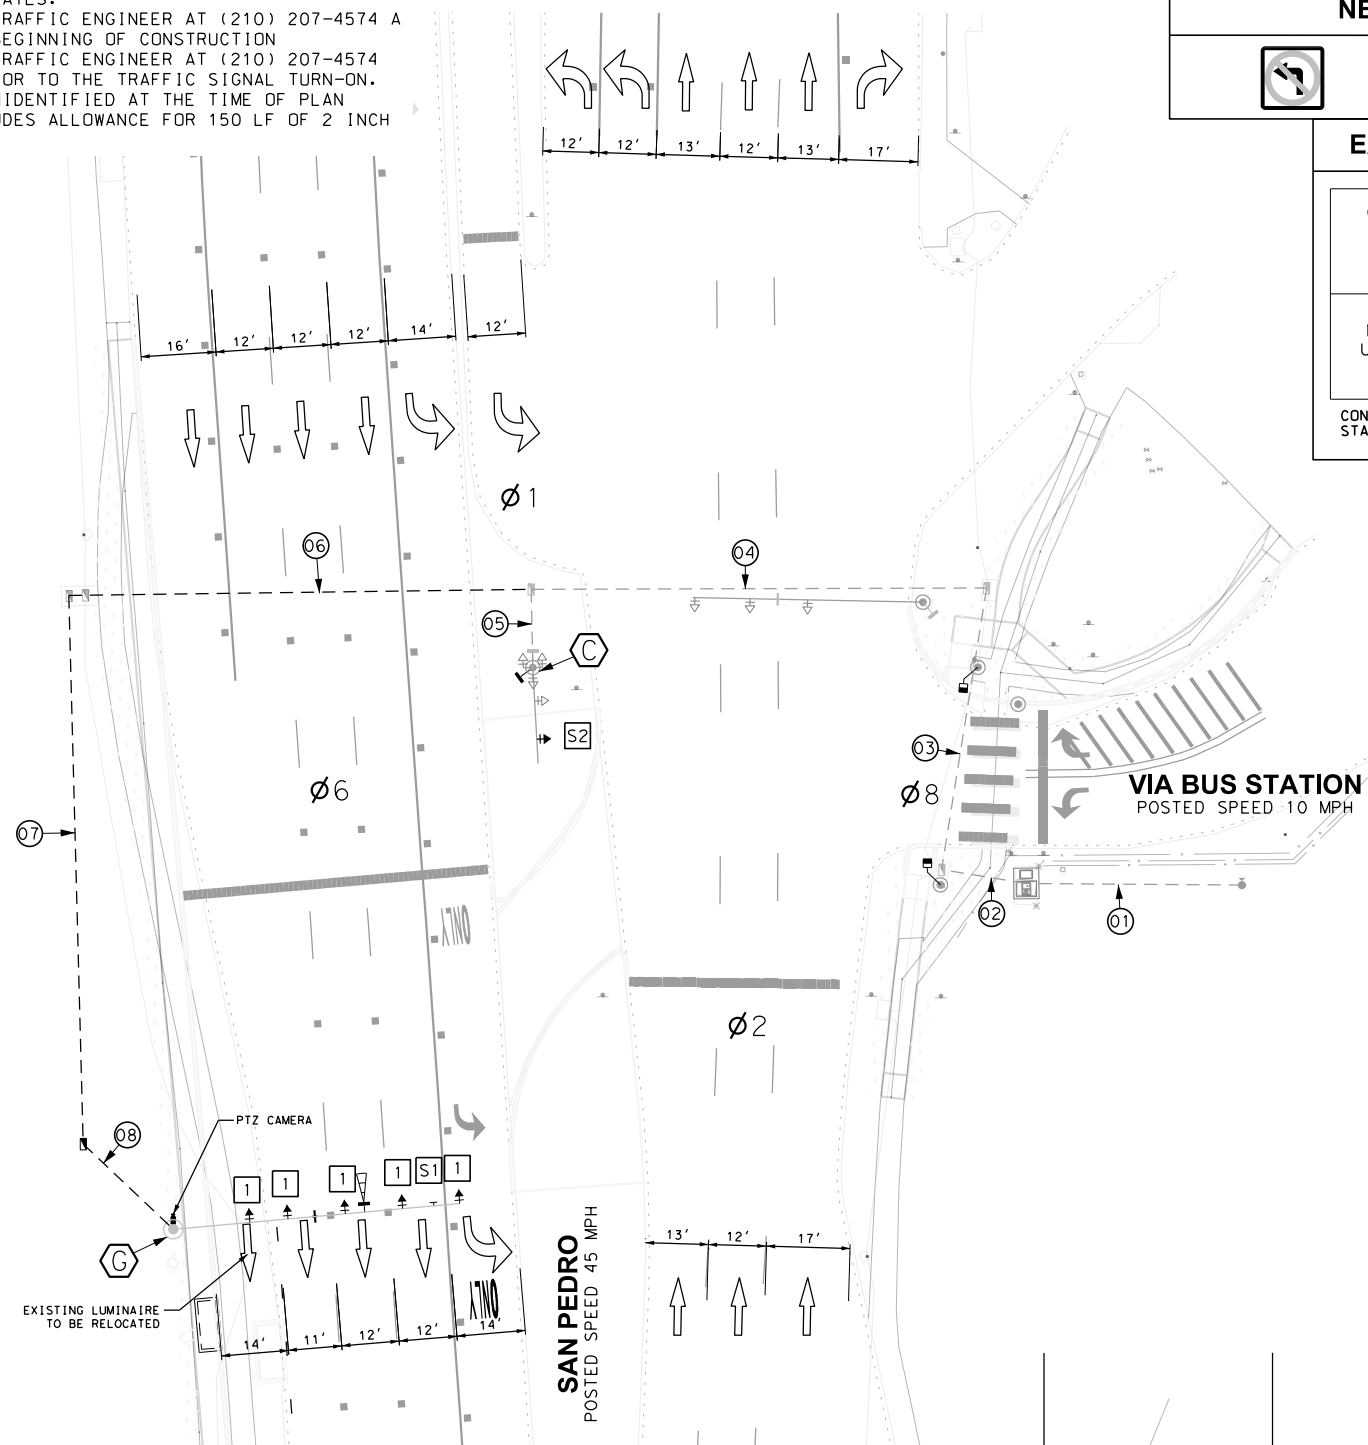 RAFFIC ENGINEER AT (210) 207-4574 A
BEGINNING OF CONSTRUCTION
RAFFIC ENGINEER AT (210) 207-4574
OR TO THE TRAFFIC SIGNAL TURN-ON.
IDENTIFIED AT THE TIME OF PLAN
UDES ALLOWANCE FOR 150 LF OF 2 INCH
NE
E
CON
STA
12' 12' 13' 12' 13' 17'
16' 12' 12' 12' 14' 12'
Ø1
06
04
05
C
S2
03
Ø6
Ø8
VIA BUS STATION
POSTED SPEED 10 MPH
07
02
01
ONLY
Ø2
PTZ CAMERA
08
1 1 1 1 S1 1
G
EXISTING LUMINAIRE
TO BE RELOCATED
ONLY
14' 11' 12' 12' 14'
SAN PEDRO
POSTED SPEED 45 MPH
13' 12' 17'